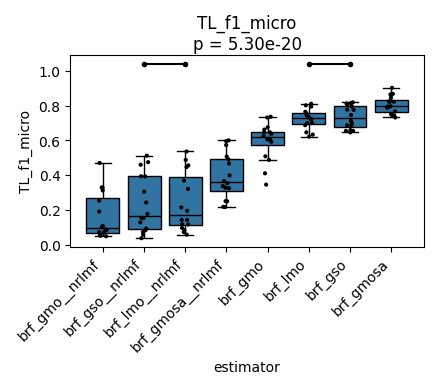 TL_f1_micro
p = 5.30e-20
TL_f1_micro
1.0
0.8
0.6
0.4
0.2
0.0
brf_gmo__nrlmf
brf_gso__nrlmf
brf_lmo__nrlmf
brf_gmosa__nrlmf
brf_gmo
brf_lmo
brf_gso
brf_gmosa
estimator